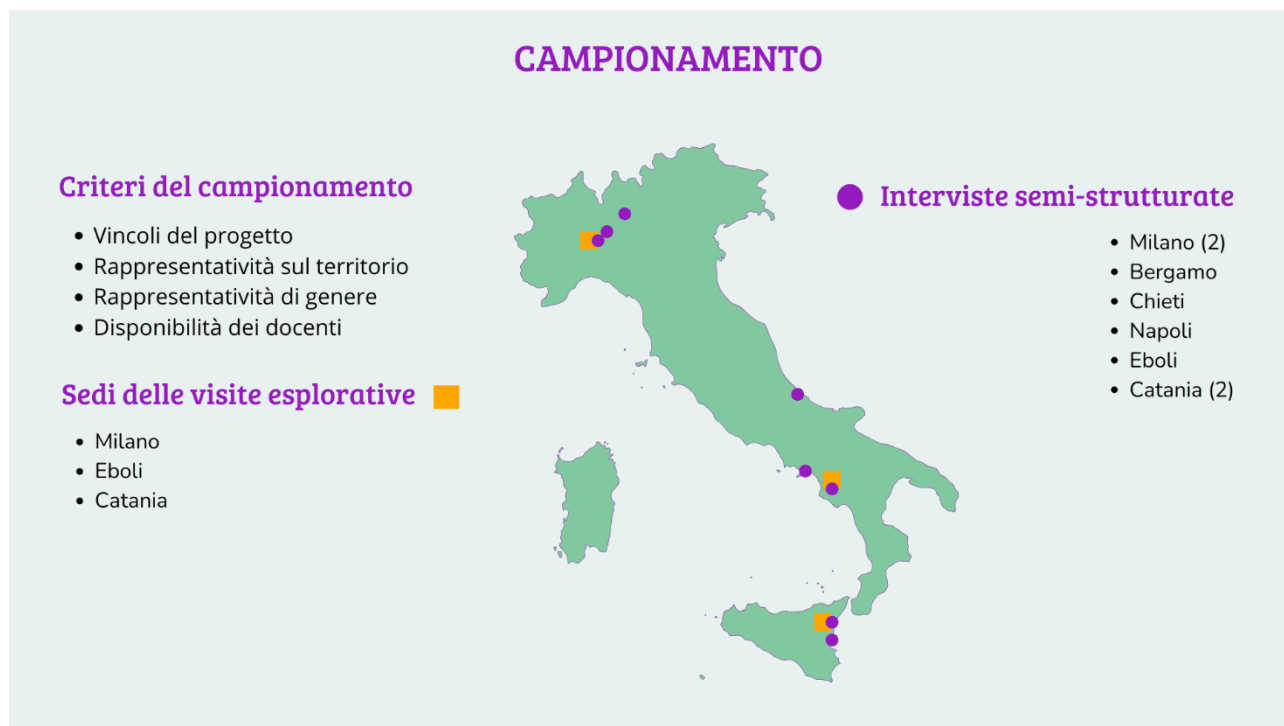 CAMPIONAMENTO
Criteri del campionamento
• Vincoli del progetto
• Rappresentatività sul territorio
• Rappresentatività di genere
• Disponibilità dei docenti
Sedi delle visite esplorative
• Milano
• Eboli
• Catania
Interviste semi-strutturate
• Milano (2)
• Bergamo
• Chieti
• Napoli
• Eboli
• Catania (2)